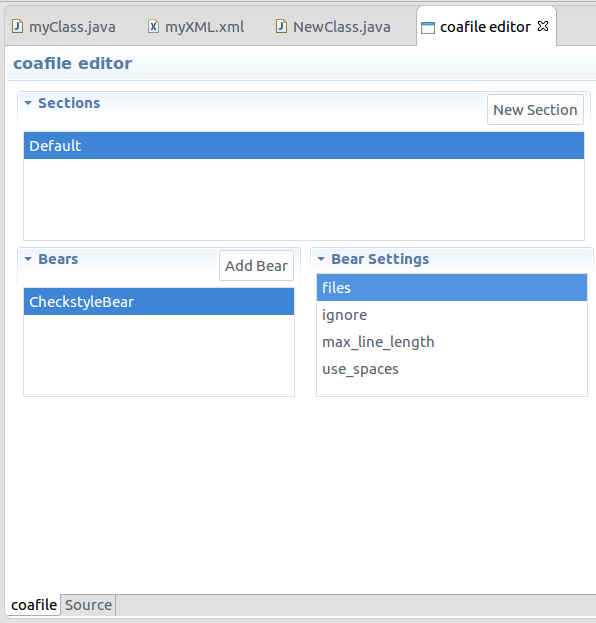 myClass.java myXML.xml NewClass.java coafile editor
coafile editor
Sections New Section
Default
Bears Add Bear
CheckstyleBear
Bear Settings
files
ignore
max_line_length
use_spaces
coafile Source